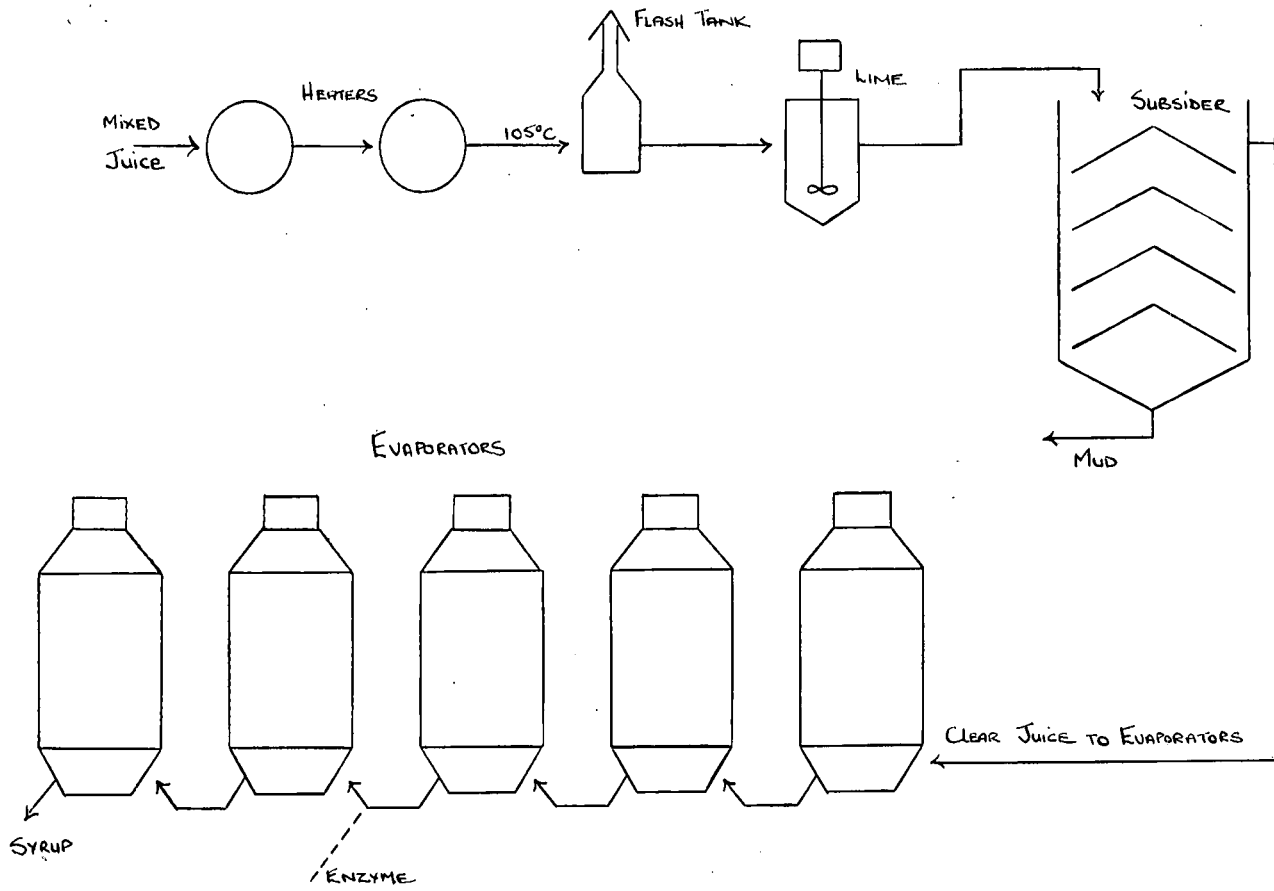 FLASH TANK
LIME
HEATERS
SUBSIDER
MIXED
JUICE
105°C
MUD
EVAPORATORS
CLEAR JUICE TO EVAPORATORS
SYRUP
ENZYME